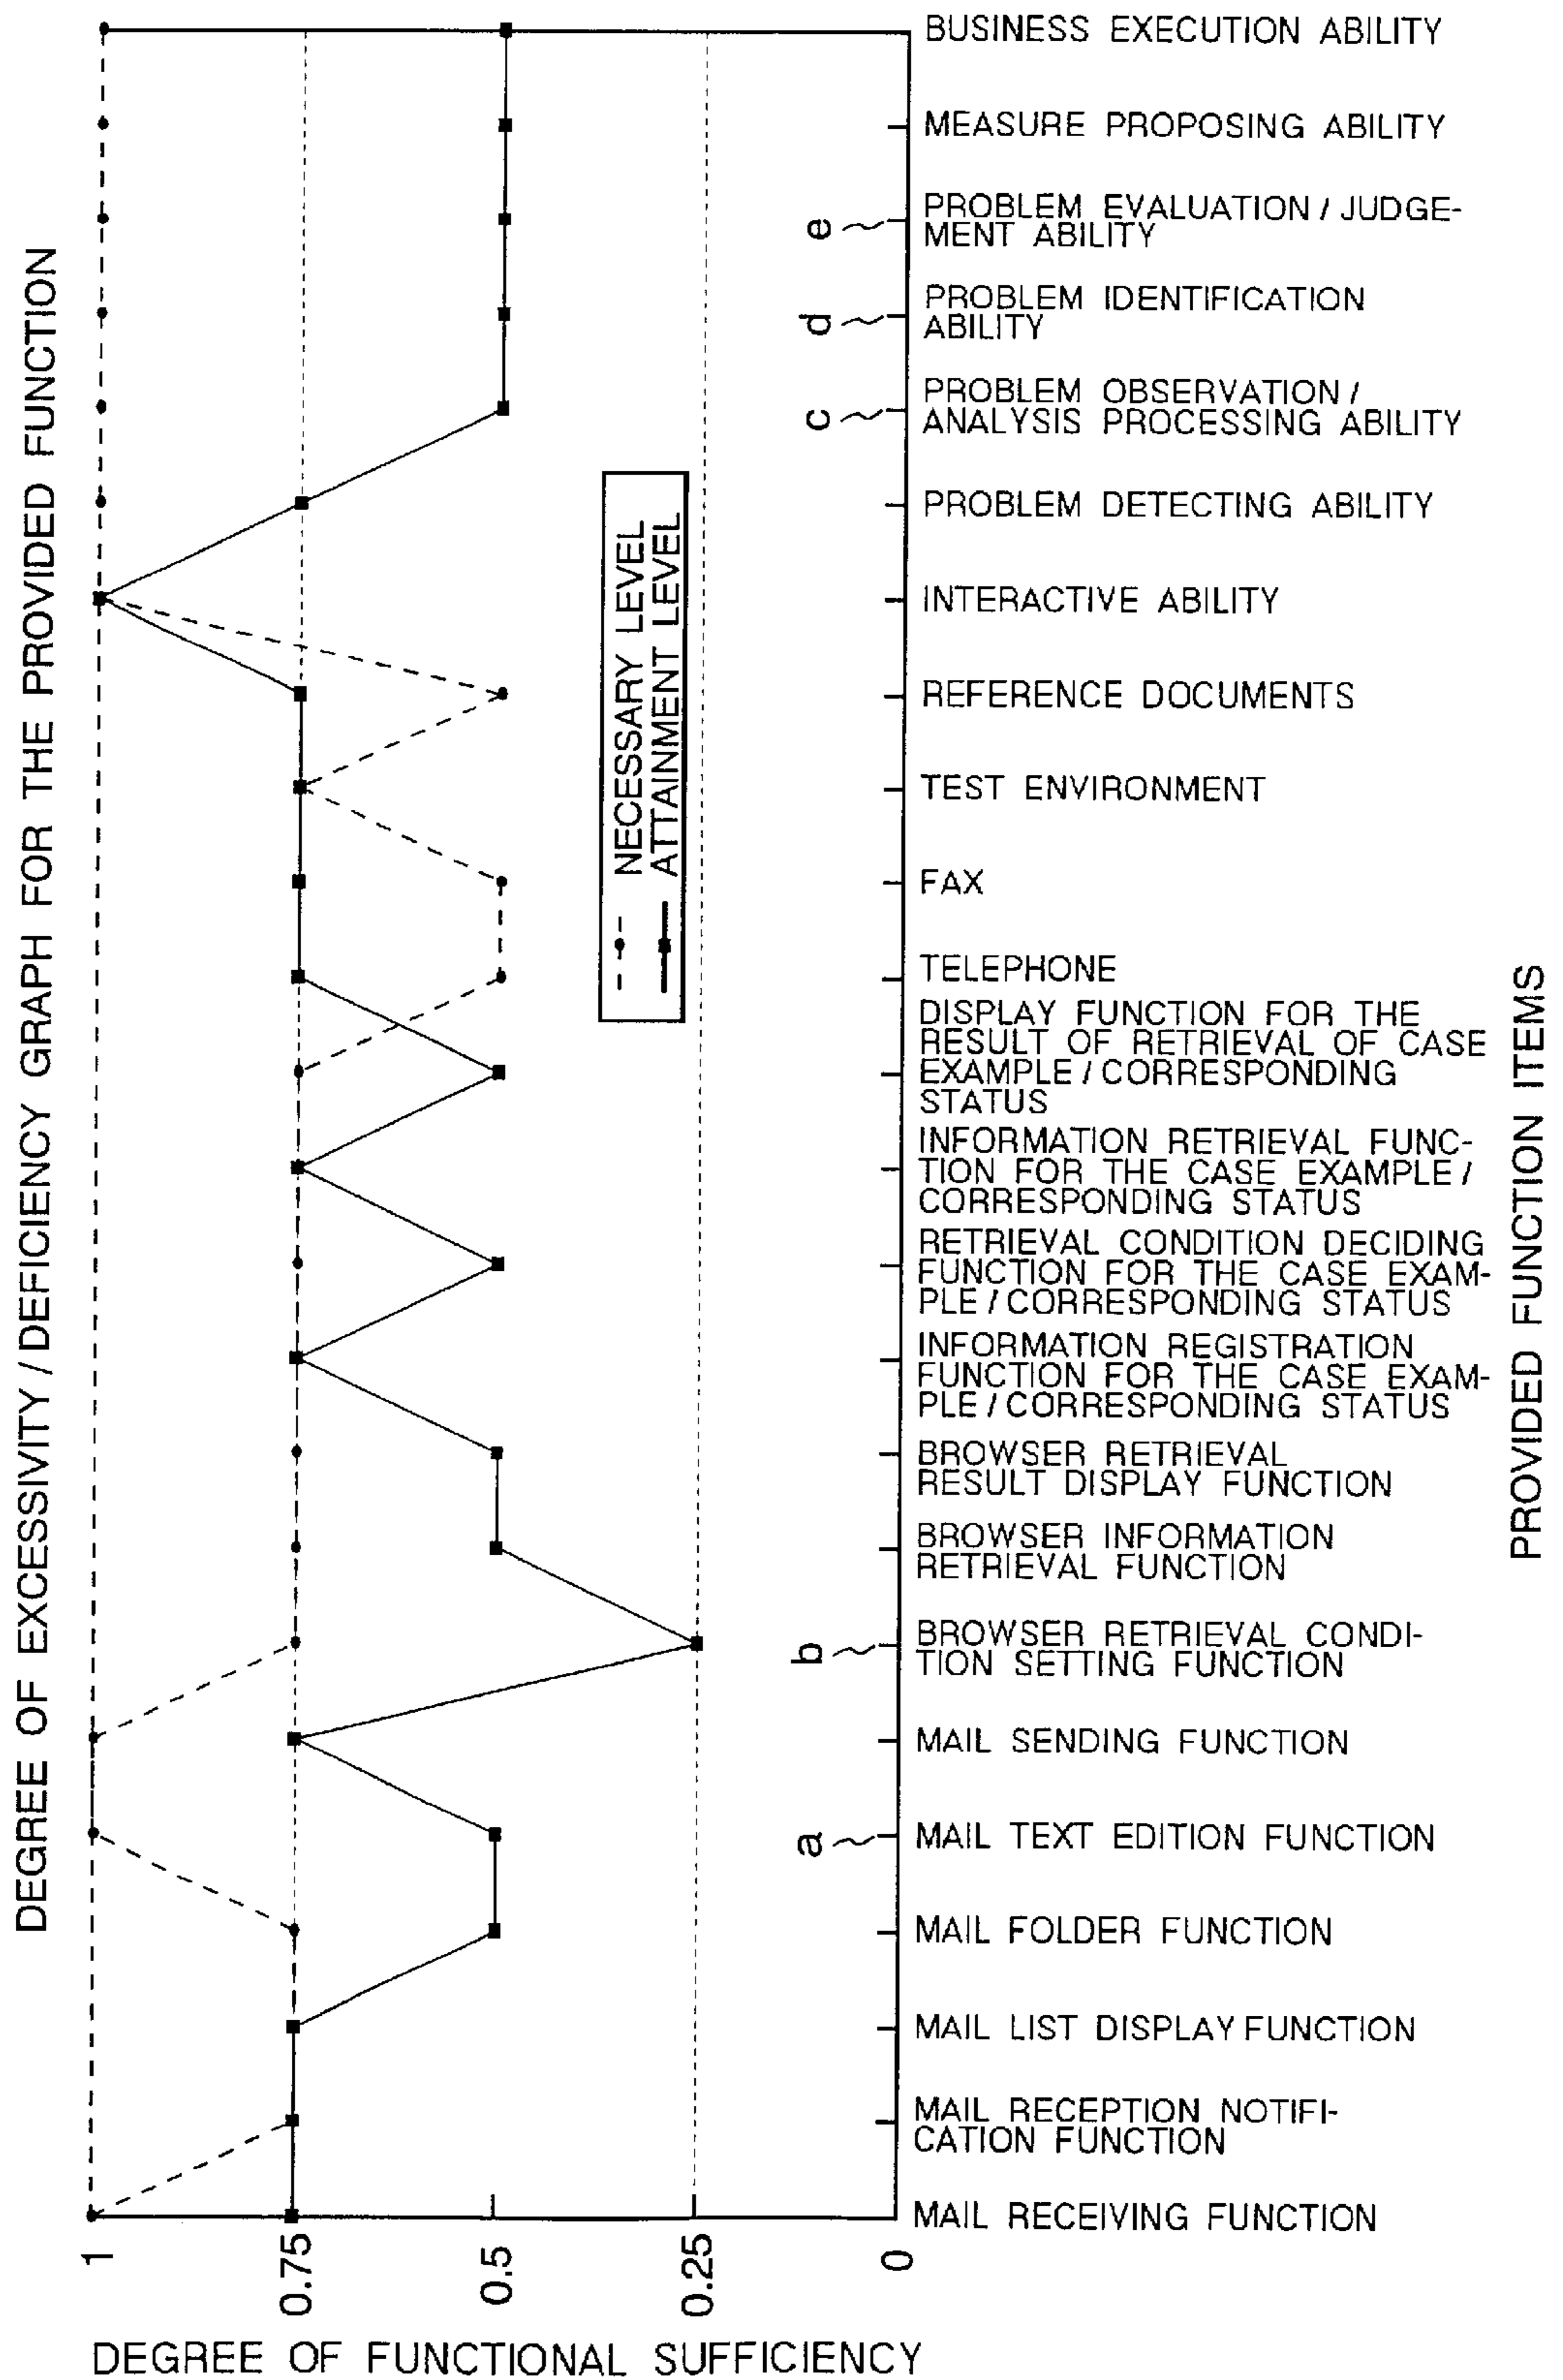 DEGREE OF EXCESSIVITY / DEFICIENCY GRAPH FOR THE PROVIDED FUNCTION
DEGREE OF FUNCTIONAL SUFFICIENCY
1
0.75
0.5
0.25
0
NECESSARY LEVEL
ATTAINMENT LEVEL
BUSINESS EXECUTION ABILITY
MEASURE PROPOSING ABILITY
e
PROBLEM EVALUATION / JUDGE-
MENT ABILITY
d
PROBLEM IDENTIFICATION
ABILITY
c
PROBLEM OBSERVATION /
ANALYSIS PROCESSING ABILITY
PROBLEM DETECTING ABILITY
INTERACTIVE ABILITY
REFERENCE DOCUMENTS
TEST ENVIRONMENT
FAX
TELEPHONE
DISPLAY FUNCTION FOR THE
RESULT OF RETRIEVAL OF CASE
EXAMPLE / CORRESPONDING
STATUS
INFORMATION RETRIEVAL FUNC-
TION FOR THE CASE EXAMPLE /
CORRESPONDING STATUS
RETRIEVAL CONDITION DECIDING
FUNCTION FOR THE CASE EXAM-
PLE / CORRESPONDING STATUS
INFORMATION REGISTRATION
FUNCTION FOR THE CASE EXAM-
PLE / CORRESPONDING STATUS
BROWSER RETRIEVAL
RESULT DISPLAY FUNCTION
BROWSER INFORMATION
RETRIEVAL FUNCTION
b
BROWSER RETRIEVAL CONDI-
TION SETTING FUNCTION
MAIL SENDING FUNCTION
a
MAIL TEXT EDITION FUNCTION
MAIL FOLDER FUNCTION
MAIL LIST DISPLAY FUNCTION
MAIL RECEPTION NOTIFI-
CATION FUNCTION
MAIL RECEIVING FUNCTION
PROVIDED FUNCTION ITEMS